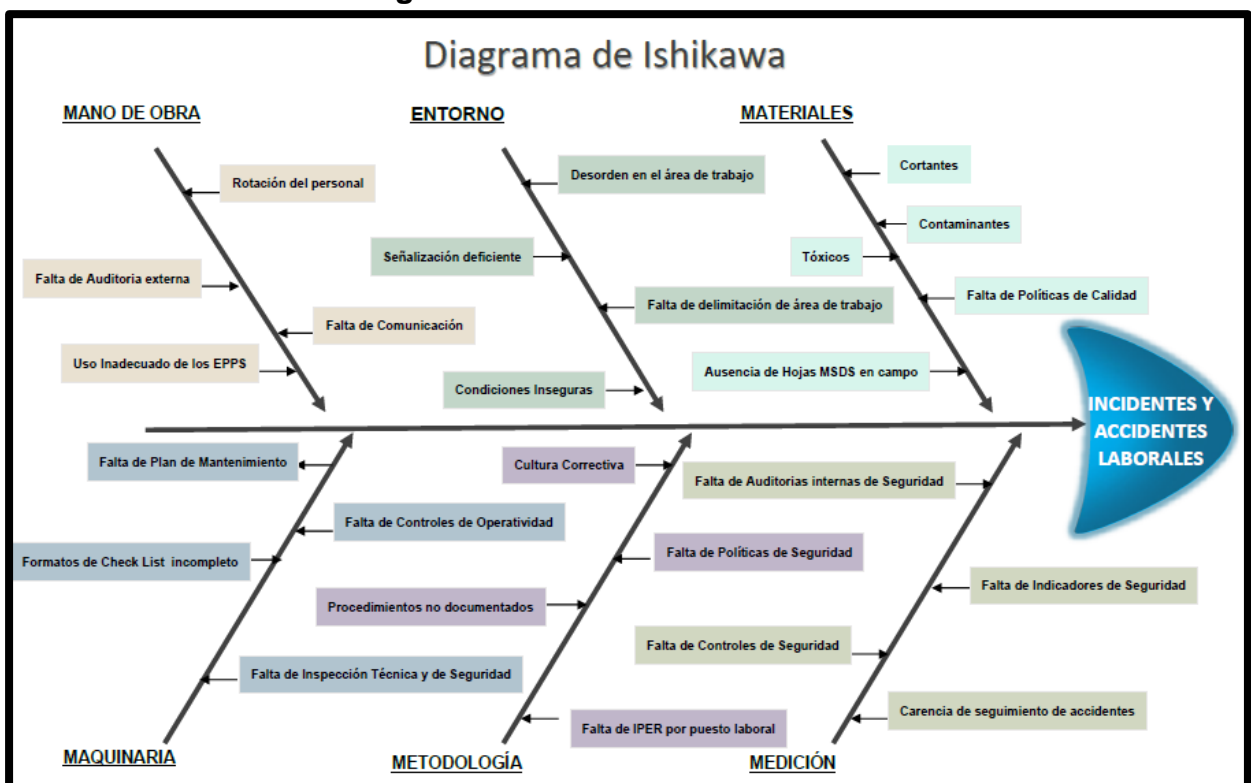 Diagrama de Ishikawa
MANO DE OBRA
ENTORNO
MATERIALES
Rotación del personal
Falta de Auditoria externa
Falta de Comunicación
Uso Inadecuado de los EPPS
Desorden en el área de trabajo
Señalización deficiente
Falta de delimitación de área de trabajo
Condiciones Inseguras
Cortantes
Contaminantes
Tóxicos
Falta de Políticas de Calidad
Ausencia de Hojas MSDS en campo
INCIDENTES Y
ACCIDENTES
LABORALES
Falta de Plan de Mantenimiento
Falta de Controles de Operatividad
Formatos de Check List incompleto
Falta de Inspección Técnica y de Seguridad
Cultura Correctiva
Falta de Políticas de Seguridad
Procedimientos no documentados
Falta de IPER por puesto laboral
Falta de Auditorias internas de Seguridad
Falta de Indicadores de Seguridad
Falta de Controles de Seguridad
Carencia de seguimiento de accidentes
MAQUINARIA
METODOLOGÍA
MEDICIÓN